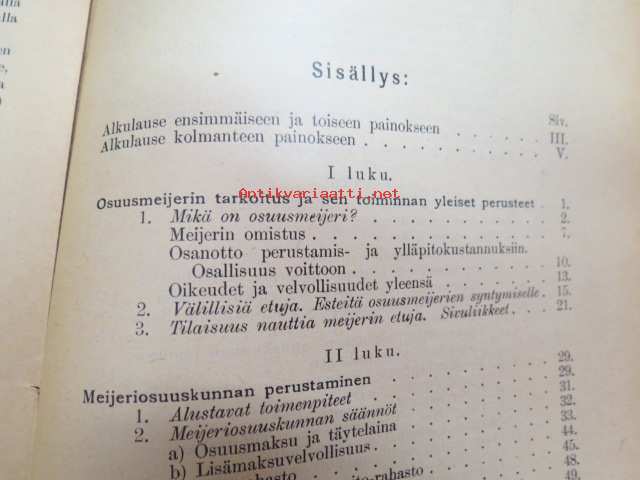 Sisällys:
Siv.
Alkulause ensimmäiseen ja toiseen painokseen . . . . . . III.
Alkulause kolmanteen painokseen . . . . . . . . V.
I luku.
Antikvariaatti.net
Osuusmeijerin tarkoitus ja sen toiminnan yleiset perusteet . 1.
1. Mikä on osuusmeijeri? . . . . . . . . 2.
Meijerin omistus . . . . . . . . 7.
Osanotto perustamis- ja ylläpitokustannuksiin.
Osallisuus voittoon . . . . . . . 10.
Oikeudet ja velvollisuudet yleensä . . . . . 13.
2. Välillisiä etuja. Esteitä osuusmeijerien syntymiselle . 15.
3. Tilaisuus nauttia meijerin etuja. Sivuliikkeet . . . 21.
II luku.
Meijeriosuuskunnan perustaminen . . . . . . . 29.
1. Alustavat toimenpiteet . . . . . . . 29.
2. Meijeriosuuskunnan säännöt . . . . . . 31.
a) Osuusmaksu ja täytelaina . . . . . 32.
b) Lisämaksuvelvollisuus . . . . . . 33.
44.
45.
48.
49.